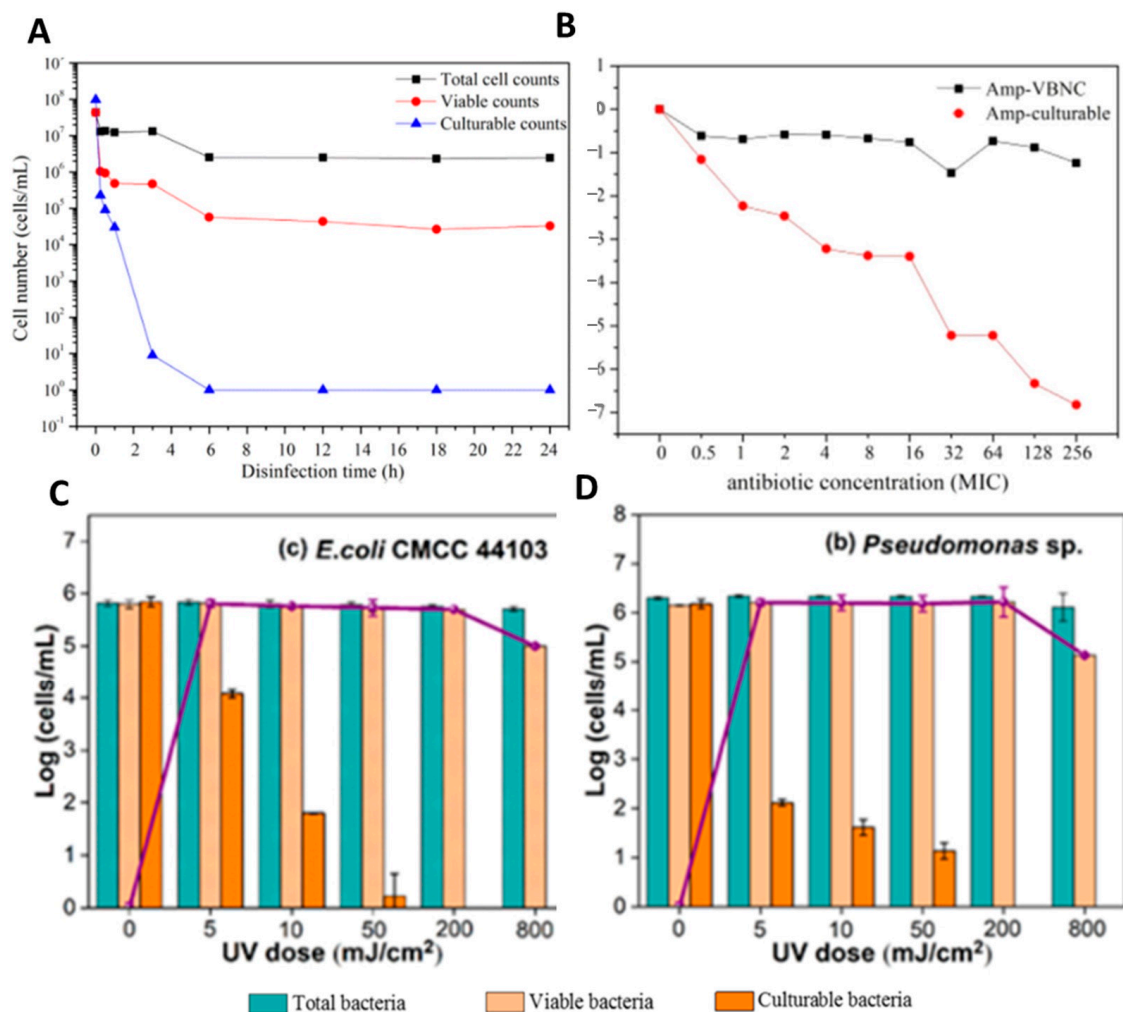 A
10⁸
10⁷
10⁶
10⁵
10⁴
10³
10²
10¹
10⁰
10⁻¹
Cell number (cells/mL)
Total cell counts
Viable counts
Culturable counts
0 2 4 6 8 10 12 14 16 18 20 22 24
Disinfection time (h)
B
1
0
−1
−2
−3
−4
−5
−6
−7
Amp-VBNC
Amp-culturable
0 0.5 1 2 4 8 16 32 64 128 256
antibiotic concentration (MIC)
C
(c) E.coli CMCC 44103
7
6
5
4
3
2
1
0
Log (cells/mL)
0 5 10 50 200 800
UV dose (mJ/cm²)
D
(b) Pseudomonas sp.
8
7
6
5
4
3
2
1
0
Log (cells/mL)
0 5 10 50 200 800
UV dose (mJ/cm²)
Total bacteria Viable bacteria Culturable bacteria